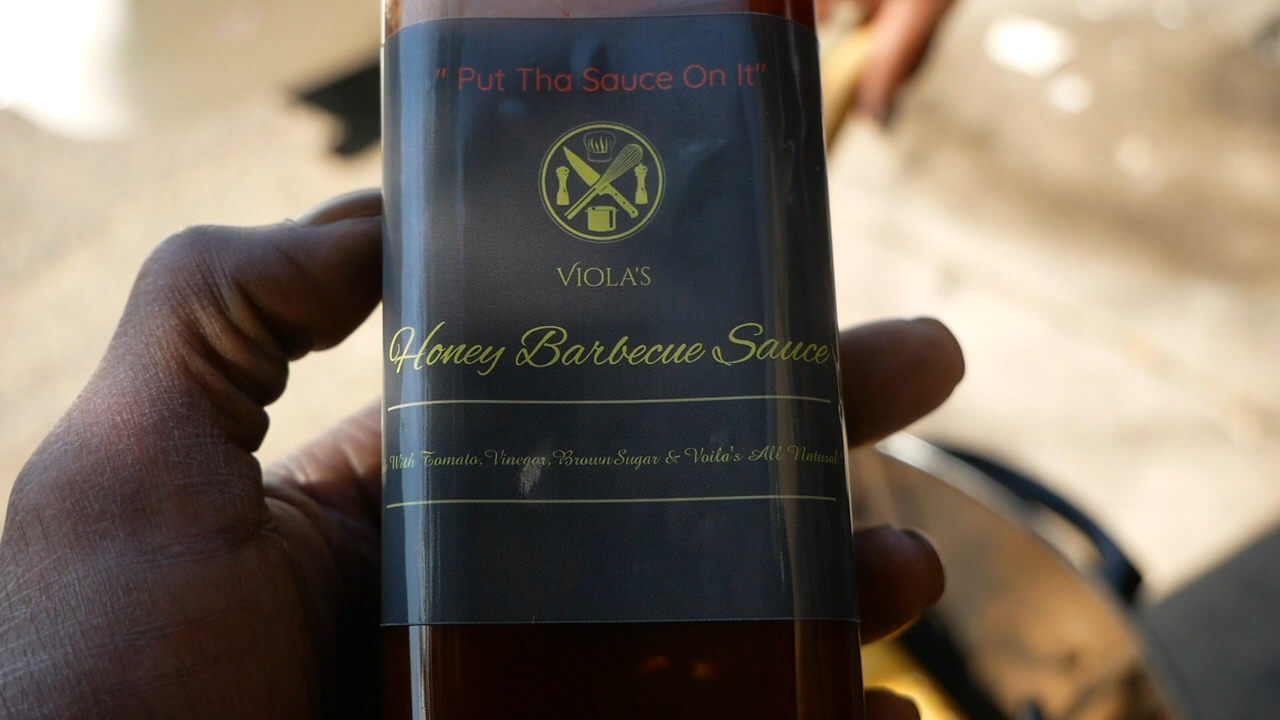 " Put Tha Sauce On It"
VIOLA'S
Honey Barbecue Sauce
With Tomato, Vinegar, Brown Sugar & Voila's All Natural